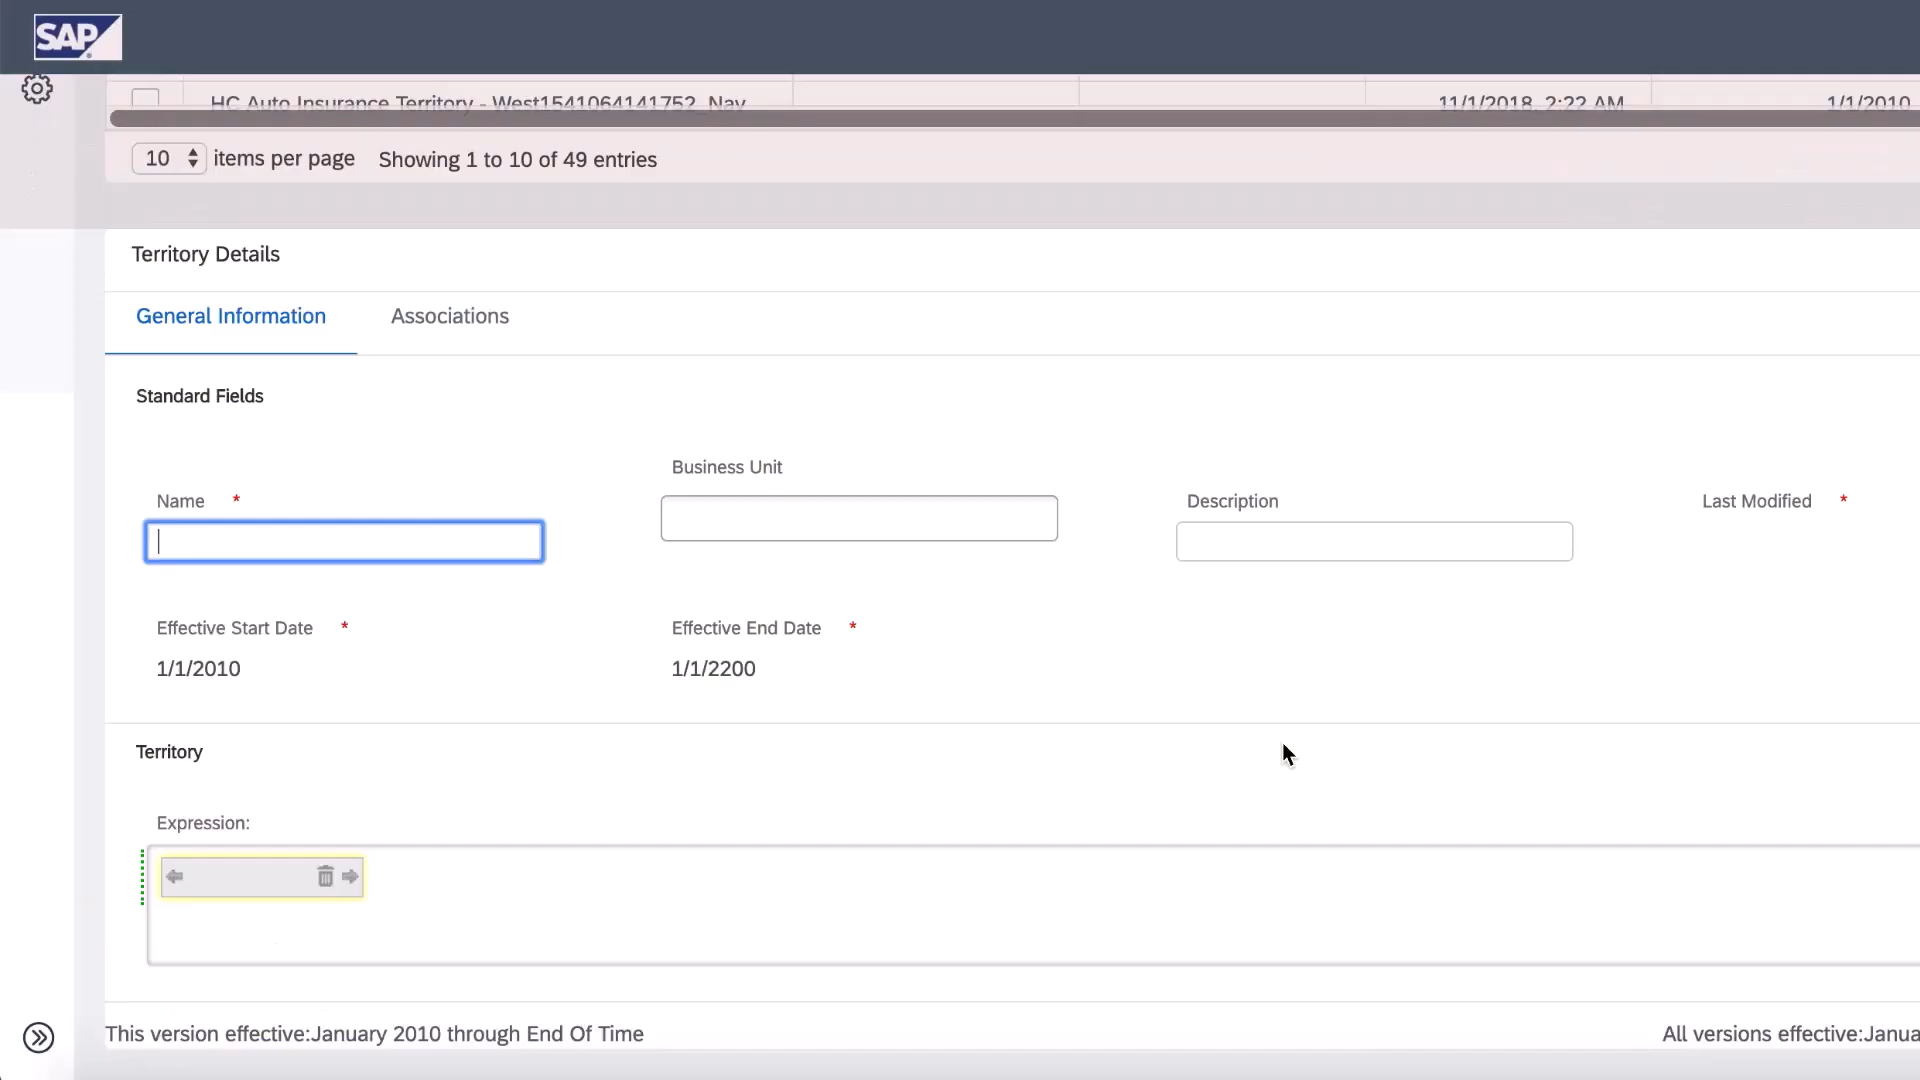 SAP
HC Auto Insurance Territory - West1541064141752_Nav 11/1/2018, 2:22 AM 1/1/2010
10 items per page Showing 1 to 10 of 49 entries
Territory Details
General Information Associations
Standard Fields
Name * Business Unit Description Last Modified *
Effective Start Date * Effective End Date *
1/1/2010 1/1/2200
Territory
Expression:
This version effective:January 2010 through End Of Time All versions effective:Janua